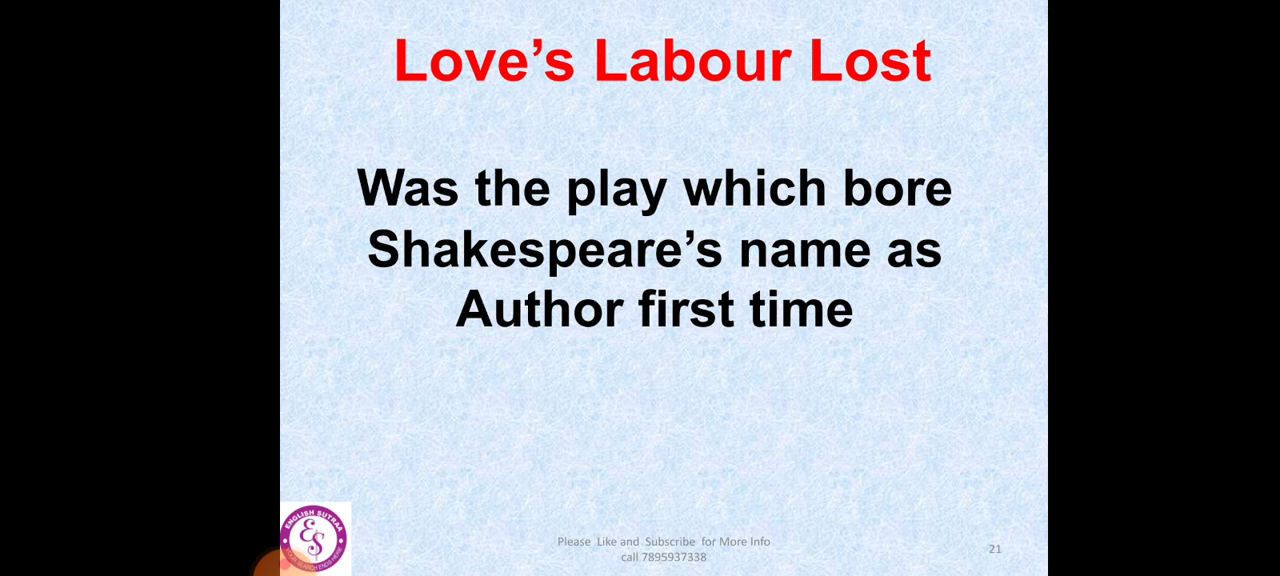 Love’s Labour Lost
Was the play which bore
Shakespeare’s name as
Author first time
ENGLISH SUTRAA
ES
Please Like and Subscribe for More Info
call 7895937338
21